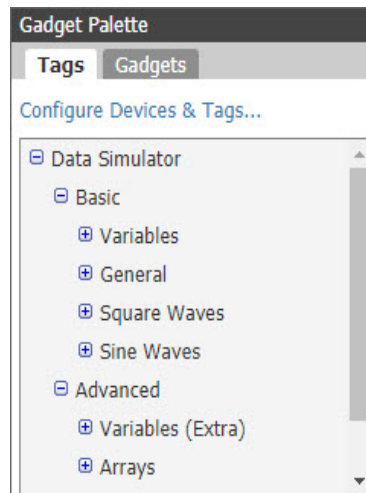 Gadget Palette
Tags Gadgets
Configure Devices & Tags...
Data Simulator
Basic
Variables
General
Square Waves
Sine Waves
Advanced
Variables (Extra)
Arrays